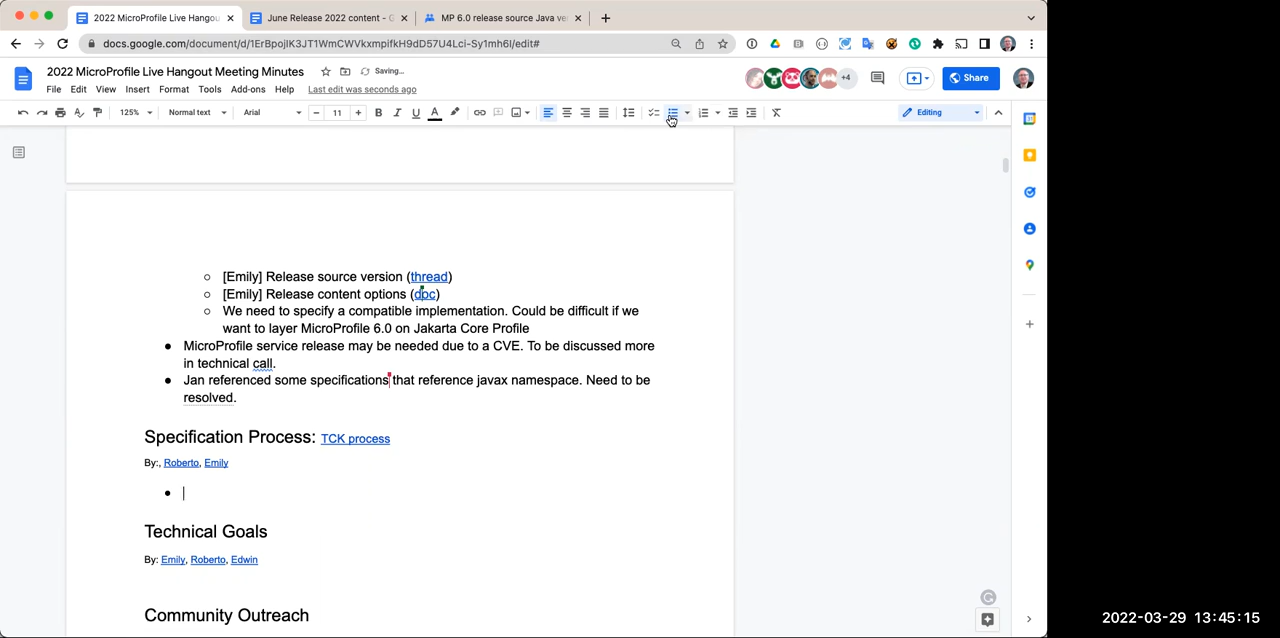 2022 MicroProfile Live Hangou
June Release 2022 content - G
MP 6.0 release source Java ve
docs.google.com/document/d/1ErBpojIK3JT1WmCWVkxmpifkH9dD57U4Lci-Sy1mh6I/edit#
2022 MicroProfile Live Hangout Meeting Minutes
Saving...
File Edit View Insert Format Tools Add-ons Help Last edit was seconds ago
+4
Share
125% Normal text Arial 11 B I U A Editing
[Emily] Release source version (thread)
[Emily] Release content options (doc)
We need to specify a compatible implementation. Could be difficult if we
want to layer MicroProfile 6.0 on Jakarta Core Profile
MicroProfile service release may be needed due to a CVE. To be discussed more
in technical call.
Jan referenced some specifications that reference javax namespace. Need to be
resolved.
Specification Process: TCK process
By:, Roberto, Emily
Technical Goals
By: Emily, Roberto, Edwin
Community Outreach
2022-03-29 13:45:15